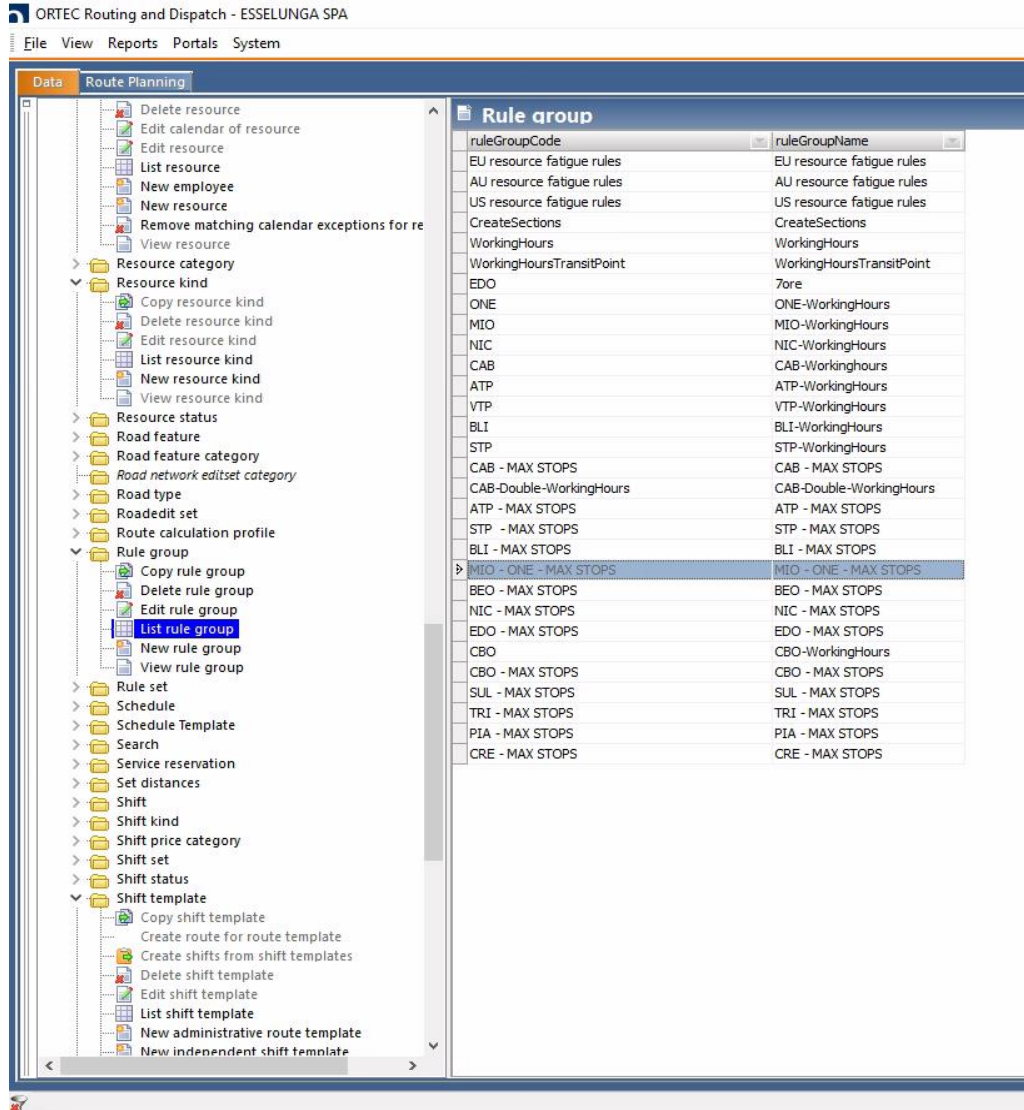 ORTEC Routing and Dispatch - ESSELUNGA SPA
File View Reports Portals System
Data Route Planning
Delete resource
Edit calendar of resource
Edit resource
List resource
New employee
New resource
Remove matching calendar exceptions for re
View resource
Resource category
Resource kind
Copy resource kind
Delete resource kind
Edit resource kind
List resource kind
New resource kind
View resource kind
Resource status
Road feature
Road feature category
Road network editset category
Road type
Roadedit set
Route calculation profile
Rule group
Copy rule group
Delete rule group
Edit rule group
List rule group
New rule group
View rule group
Rule set
Schedule
Schedule Template
Search
Service reservation
Set distances
Shift
Shift kind
Shift price category
Shift set
Shift status
Shift template
Copy shift template
Create route for route template
Create shifts from shift templates
Delete shift template
Edit shift template
List shift template
New administrative route template
New independent shift template
Rule group
ruleGroupCode ruleGroupName
EU resource fatigue rules EU resource fatigue rules
AU resource fatigue rules AU resource fatigue rules
US resource fatigue rules US resource fatigue rules
CreateSections CreateSections
WorkingHours WorkingHours
WorkingHoursTransitPoint WorkingHoursTransitPoint
EDO 7ore
ONE ONE-WorkingHours
MIO MIO-WorkingHours
NIC NIC-WorkingHours
CAB CAB-WorkingHours
ATP ATP-WorkingHours
VTP VTP-WorkingHours
BLI BLI-WorkingHours
STP STP-WorkingHours
CAB - MAX STOPS CAB - MAX STOPS
CAB-Double-WorkingHours CAB-Double-WorkingHours
ATP - MAX STOPS ATP - MAX STOPS
STP - MAX STOPS STP - MAX STOPS
BLI - MAX STOPS BLI - MAX STOPS
MIO - ONE - MAX STOPS MIO - ONE - MAX STOPS
BEO - MAX STOPS BEO - MAX STOPS
NIC - MAX STOPS NIC - MAX STOPS
EDO - MAX STOPS EDO - MAX STOPS
CBO CBO-WorkingHours
CBO - MAX STOPS CBO - MAX STOPS
SUL - MAX STOPS SUL - MAX STOPS
TRI - MAX STOPS TRI - MAX STOPS
PIA - MAX STOPS PIA - MAX STOPS
CRE - MAX STOPS CRE - MAX STOPS